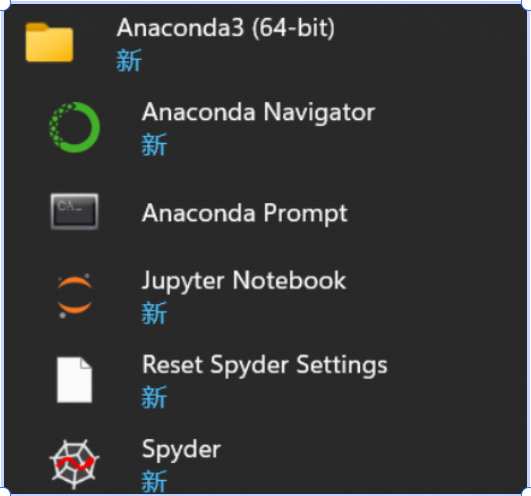 Anaconda3 (64-bit)
新
Anaconda Navigator
新
C:\_
Anaconda Prompt
Jupyter Notebook
新
Reset Spyder Settings
新
Spyder
新